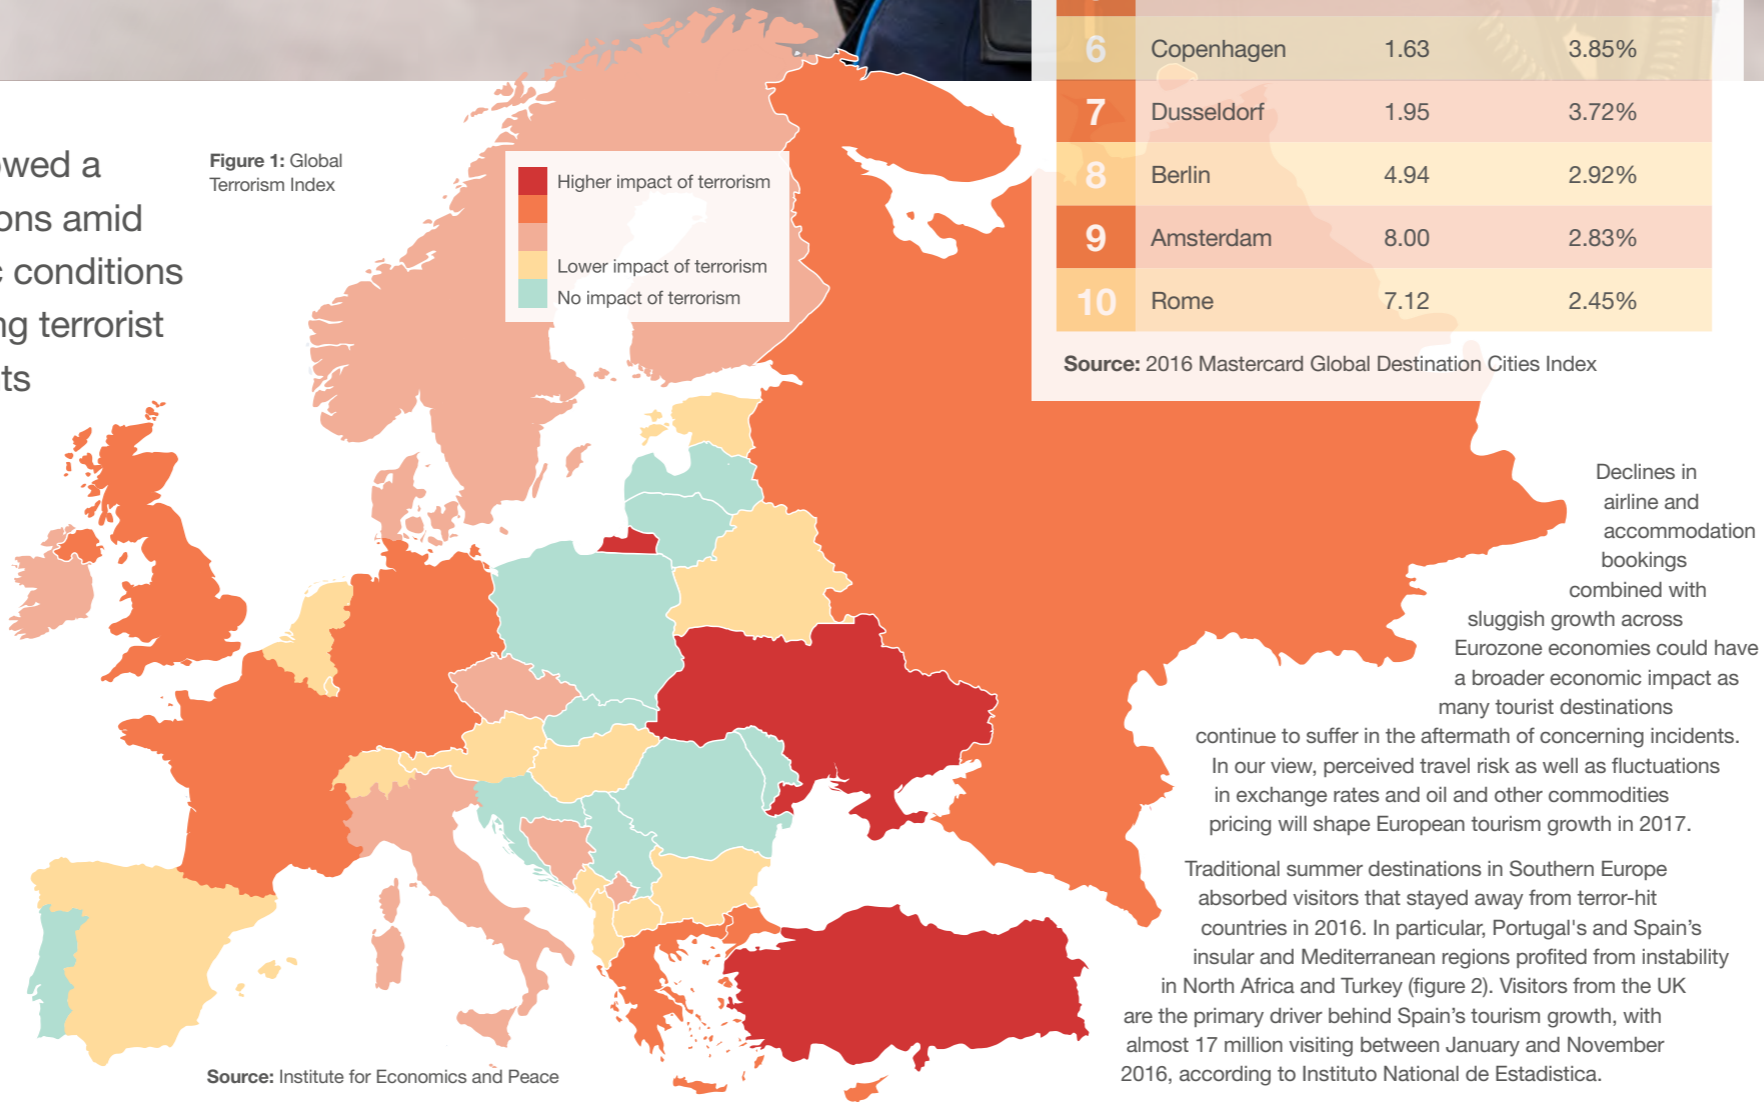 6 Copenhagen 1.63 3.85%
7 Dusseldorf 1.95 3.72%
8 Berlin 4.94 2.92%
9 Amsterdam 8.00 2.83%
10 Rome 7.12 2.45%
Source: 2016 Mastercard Global Destination Cities Index
owed a
ons amid
c conditions
ng terrorist
ts
Figure 1: Global
Terrorism Index
Higher impact of terrorism
Lower impact of terrorism
No impact of terrorism
Declines in
airline and
accommodation
bookings
combined with
sluggish growth across
Eurozone economies could have
a broader economic impact as
many tourist destinations
continue to suffer in the aftermath of concerning incidents.
In our view, perceived travel risk as well as fluctuations
in exchange rates and oil and other commodities
pricing will shape European tourism growth in 2017.
Traditional summer destinations in Southern Europe
absorbed visitors that stayed away from terror-hit
countries in 2016. In particular, Portugal's and Spain’s
insular and Mediterranean regions profited from instability
in North Africa and Turkey (figure 2). Visitors from the UK
are the primary driver behind Spain’s tourism growth, with
almost 17 million visiting between January and November
2016, according to Instituto National de Estadistica.
Source: Institute for Economics and Peace